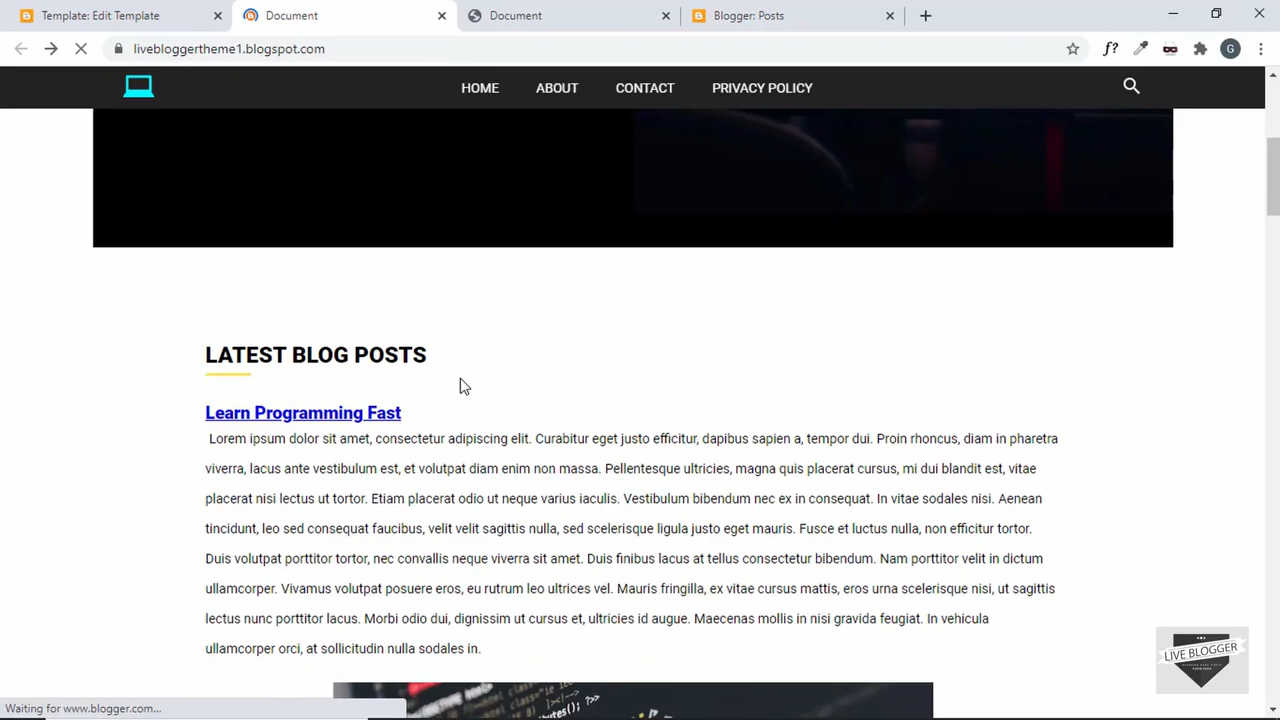 Template: Edit Template
Document
Document
Blogger: Posts
livebloggertheme1.blogspot.com
f?
G
HOME ABOUT CONTACT PRIVACY POLICY
LATEST BLOG POSTS
Learn Programming Fast
Lorem ipsum dolor sit amet, consectetur adipiscing elit. Curabitur eget justo efficitur, dapibus sapien a, tempor dui. Proin rhoncus, diam in pharetra
viverra, lacus ante vestibulum est, et volutpat diam enim non massa. Pellentesque ultricies, magna quis placerat cursus, mi dui blandit est, vitae
placerat nisi lectus ut tortor. Etiam placerat odio ut neque varius iaculis. Vestibulum bibendum nec ex in consequat. In vitae sodales nisi. Aenean
tincidunt, leo sed consequat faucibus, velit velit sagittis nulla, sed scelerisque ligula justo eget mauris. Fusce et luctus nulla, non efficitur tortor.
Duis volutpat porttitor tortor, nec convallis neque viverra sit amet. Duis finibus lacus at tellus consectetur bibendum. Nam porttitor velit in dictum
ullamcorper. Vivamus volutpat posuere eros, eu rutrum leo ultrices vel. Mauris fringilla, ex vitae cursus mattis, eros urna scelerisque nisi, ut sagittis
lectus nunc porttitor lacus. Morbi odio dui, dignissim ut cursus et, ultricies id augue. Maecenas mollis in nisi gravida feugiat. In vehicula
ullamcorper orci, at sollicitudin nulla sodales in.
LIVE BLOGGER
Waiting for www.blogger.com...